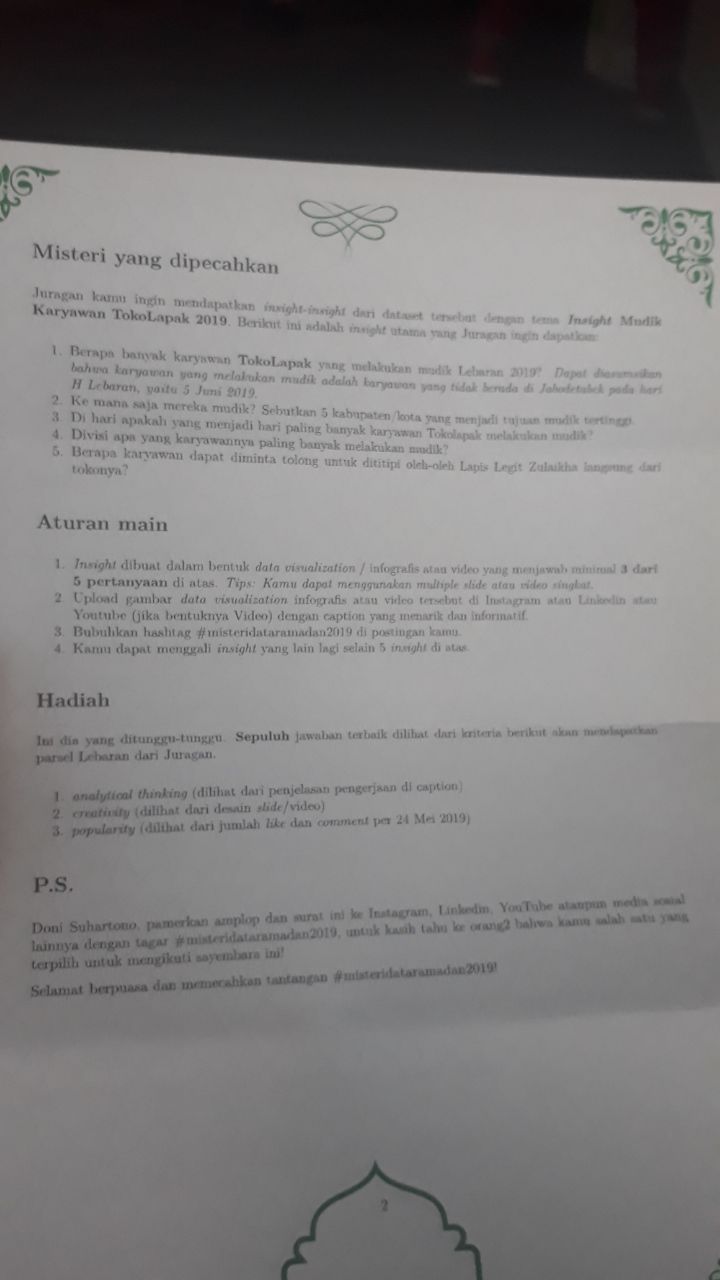 Misteri yang dipecahkan
Juragan kamu ingin mendapatkan insight-insight dari dataset tersebut dengan tema Insight Mudik
Karyawan TokoLapak 2019. Berikut ini adalah insight utama yang Juragan ingin dapatkan:
1. Berapa banyak karyawan TokoLapak yang melakukan mudik Lebaran 2019? Dapat diasumsikan
bahwa karyawan yang melakukan mudik adalah karyawan yang tidak berada di Jabodetabek pada hari
H Lebaran, yaitu 5 Juni 2019.
2. Ke mana saja mereka mudik? Sebutkan 5 kabupaten/kota yang menjadi tujuan mudik tertinggi.
3. Di hari apakah yang menjadi hari paling banyak karyawan Tokolapak melakukan mudik?
4. Divisi apa yang karyawannya paling banyak melakukan mudik?
5. Berapa karyawan dapat diminta tolong untuk dititipi oleh-oleh Lapis Legit Zulaikha langsung dari
tokonya?
Aturan main
1. Insight dibuat dalam bentuk data visualization / infografis atau video yang menjawab minimal 3 dari
5 pertanyaan di atas. Tips: Kamu dapat menggunakan multiple slide atau video singkat.
2. Upload gambar data visualization infografis atau video tersebut di Instagram atau Linkedin atau
Youtube (jika bentuknya Video) dengan caption yang menarik dan informatif.
3. Bubuhkan hashtag #misteridataramadan2019 di postingan kamu.
4. Kamu dapat menggali insight yang lain lagi selain 5 insight di atas.
Hadiah
Ini dia yang ditunggu-tunggu. Sepuluh jawaban terbaik dilihat dari kriteria berikut akan mendapatkan
parsel Lebaran dari Juragan.
1. analytical thinking (dilihat dari penjelasan pengerjaan di caption)
2. creativity (dilihat dari desain slide/video)
3. popularity (dilihat dari jumlah like dan comment per 24 Mei 2019)
P.S.
Doni Suhartono, pamerkan amplop dan surat ini ke Instagram, Linkedin, YouTube ataupun media sosial
lainnya dengan tagar #misteridataramadan2019, untuk kasih tahu ke orang2 bahwa kamu salah satu yang
terpilih untuk mengikuti sayembara ini!
Selamat berpuasa dan memecahkan tantangan #misteridataramadan2019!
2